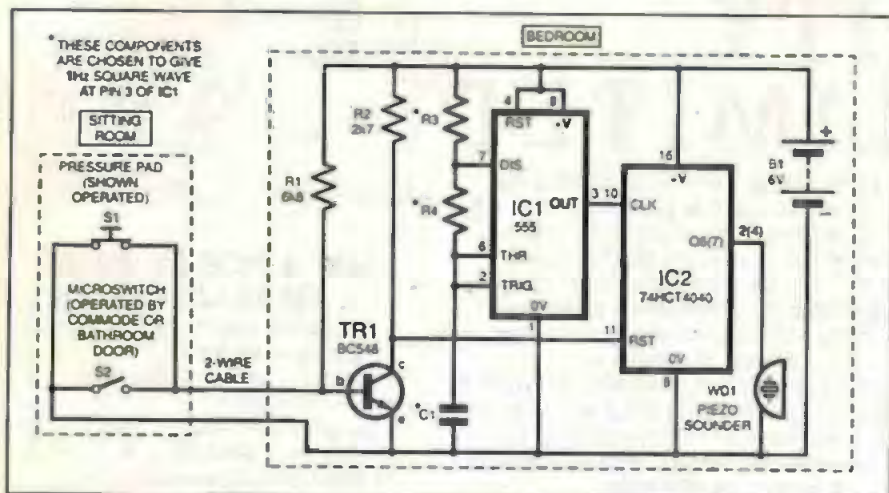 * THESE COMPONENTS
ARE CHOSEN TO GIVE
1Hz SQUARE WAVE
AT PIN 3 OF IC1
SITTING
ROOM
PRESSURE PAD
(SHOWN
OPERATED)
S1
MICROSWITCH
(OPERATED BY
COMMODE OR
BATHROOM
DOOR)
S2
2-WIRE
CABLE
BEDROOM
R1
6k8
R2
2k7
*R3
*R4
*C1
TR1
BC548
b
c
e
4
8
RST
+V
7
DIS
OUT
3
IC1
555
6
THR
2
TRIG
0V
1
16
V+
10
CLK
Q6(7)
2(4)
IC2
74HCT4040
11
RST
0V
8
B1
6V
+
–
WD1
PIEZO
SOUNDER